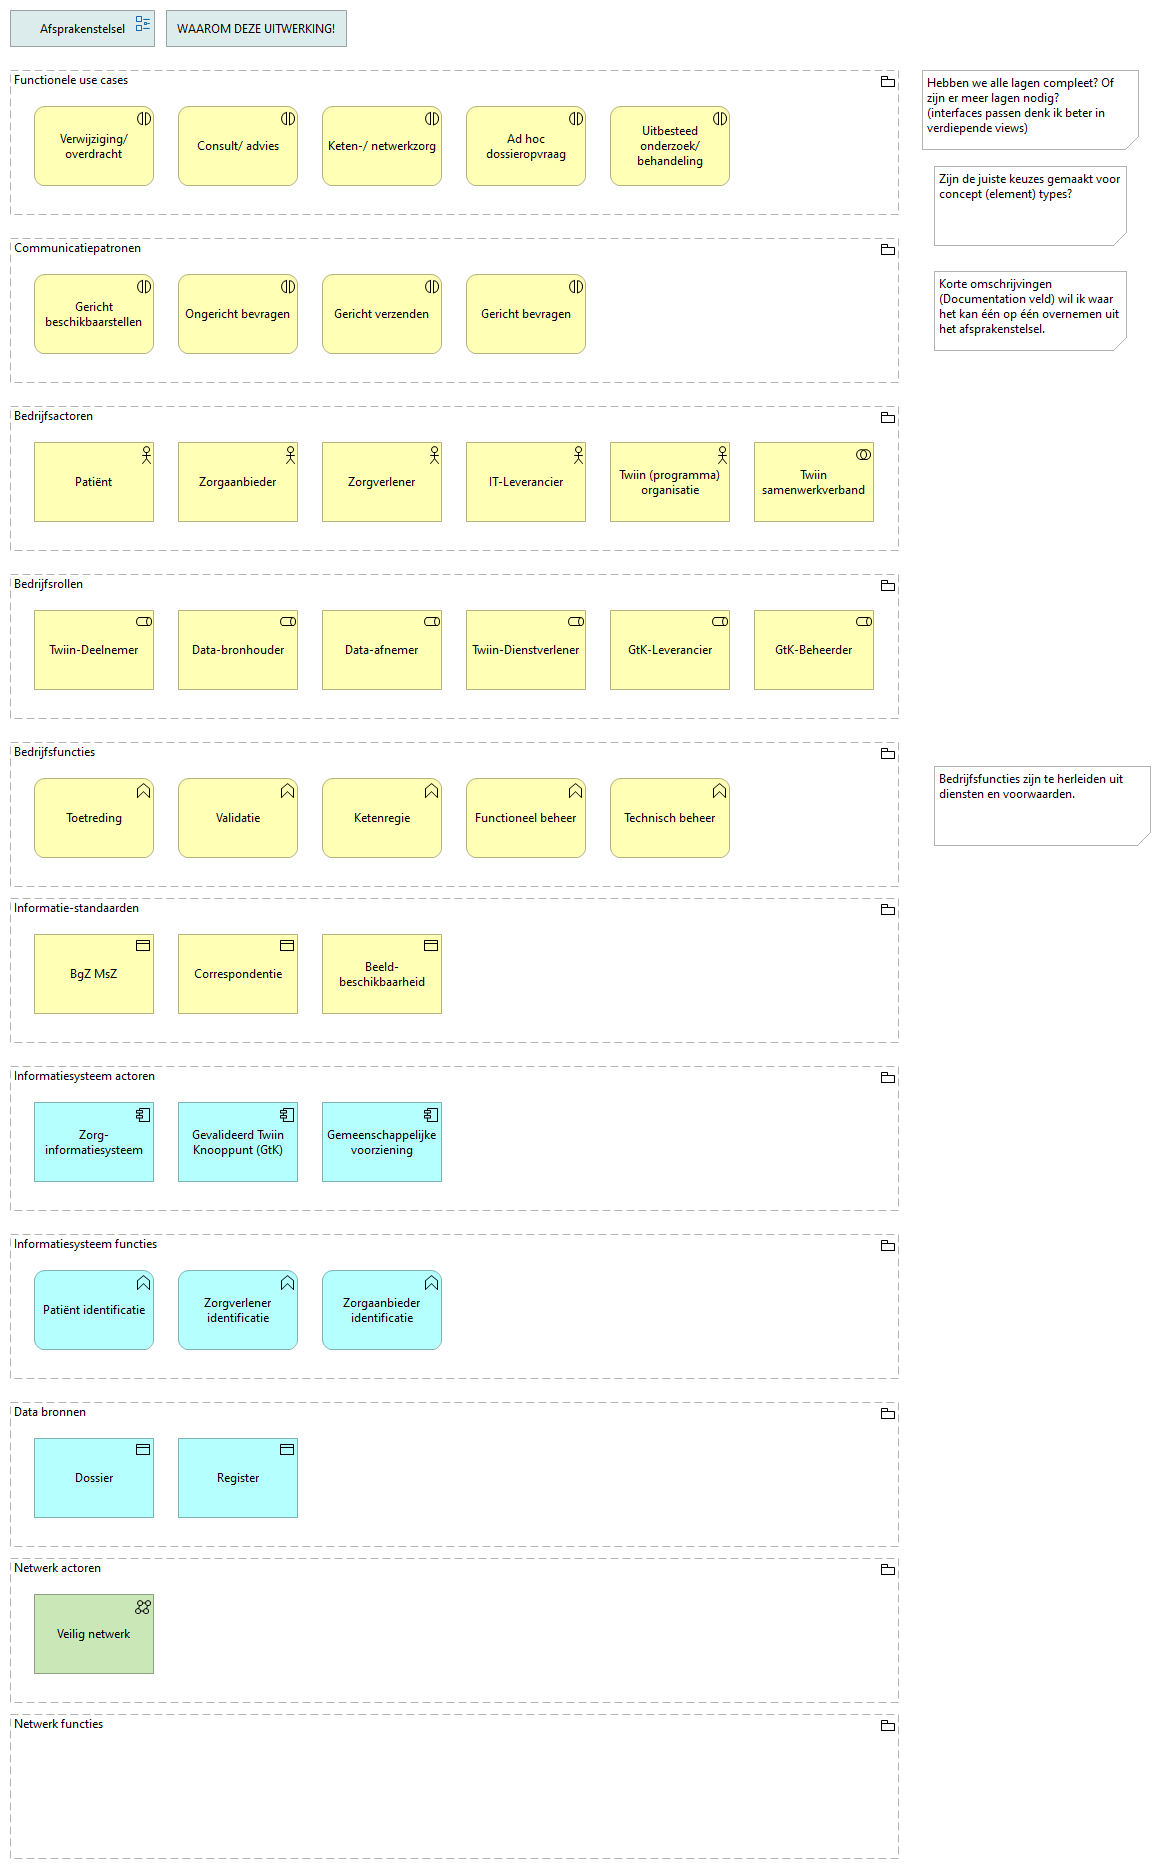 Afsprakenstelsel
WAAROM DEZE UITWERKING!
Functionele use cases
Verwijziging/
overdracht
Consult/ advies
Keten-/ netwerkzorg
Ad hoc
dossieropvraag
Uitbesteed
onderzoek/
behandeling
Hebben we alle lagen compleet? Of
zijn er meer lagen nodig?
(interfaces passen denk ik beter in
verdiepende views)
Zijn de juiste keuzes gemaakt voor
concept (element) types?
Communicatiepatronen
Gericht
beschikbaarstellen
Ongericht bevragen
Gericht verzenden
Gericht bevragen
Korte omschrijvingen
(Documentation veld) wil ik waar
het kan één op één overnemen uit
het afsprakenstelsel.
Bedrijfsactoren
Patiënt
Zorgaanbieder
Zorgverlener
IT-Leverancier
Twiin (programma)
organisatie
Twiin
samenwerkverband
Bedrijfsrollen
Twiin-Deelnemer
Data-bronhouder
Data-afnemer
Twiin-Dienstverlener
GtK-Leverancier
GtK-Beheerder
Bedrijfsfuncties
Toetreding
Validatie
Ketenregie
Functioneel beheer
Technisch beheer
Bedrijfsfuncties zijn te herleiden uit
diensten en voorwaarden.
Informatie-standaarden
BgZ MsZ
Correspondentie
Beeld-
beschikbaarheid
Informatiesysteem actoren
Zorg-
informatiesysteem
Gevalideerd Twiin
Knooppunt (GtK)
Gemeenschappelijke
voorziening
Informatiesysteem functies
Patiënt identificatie
Zorgverlener
identificatie
Zorgaanbieder
identificatie
Data bronnen
Dossier
Register
Netwerk actoren
Veilig netwerk
Netwerk functies